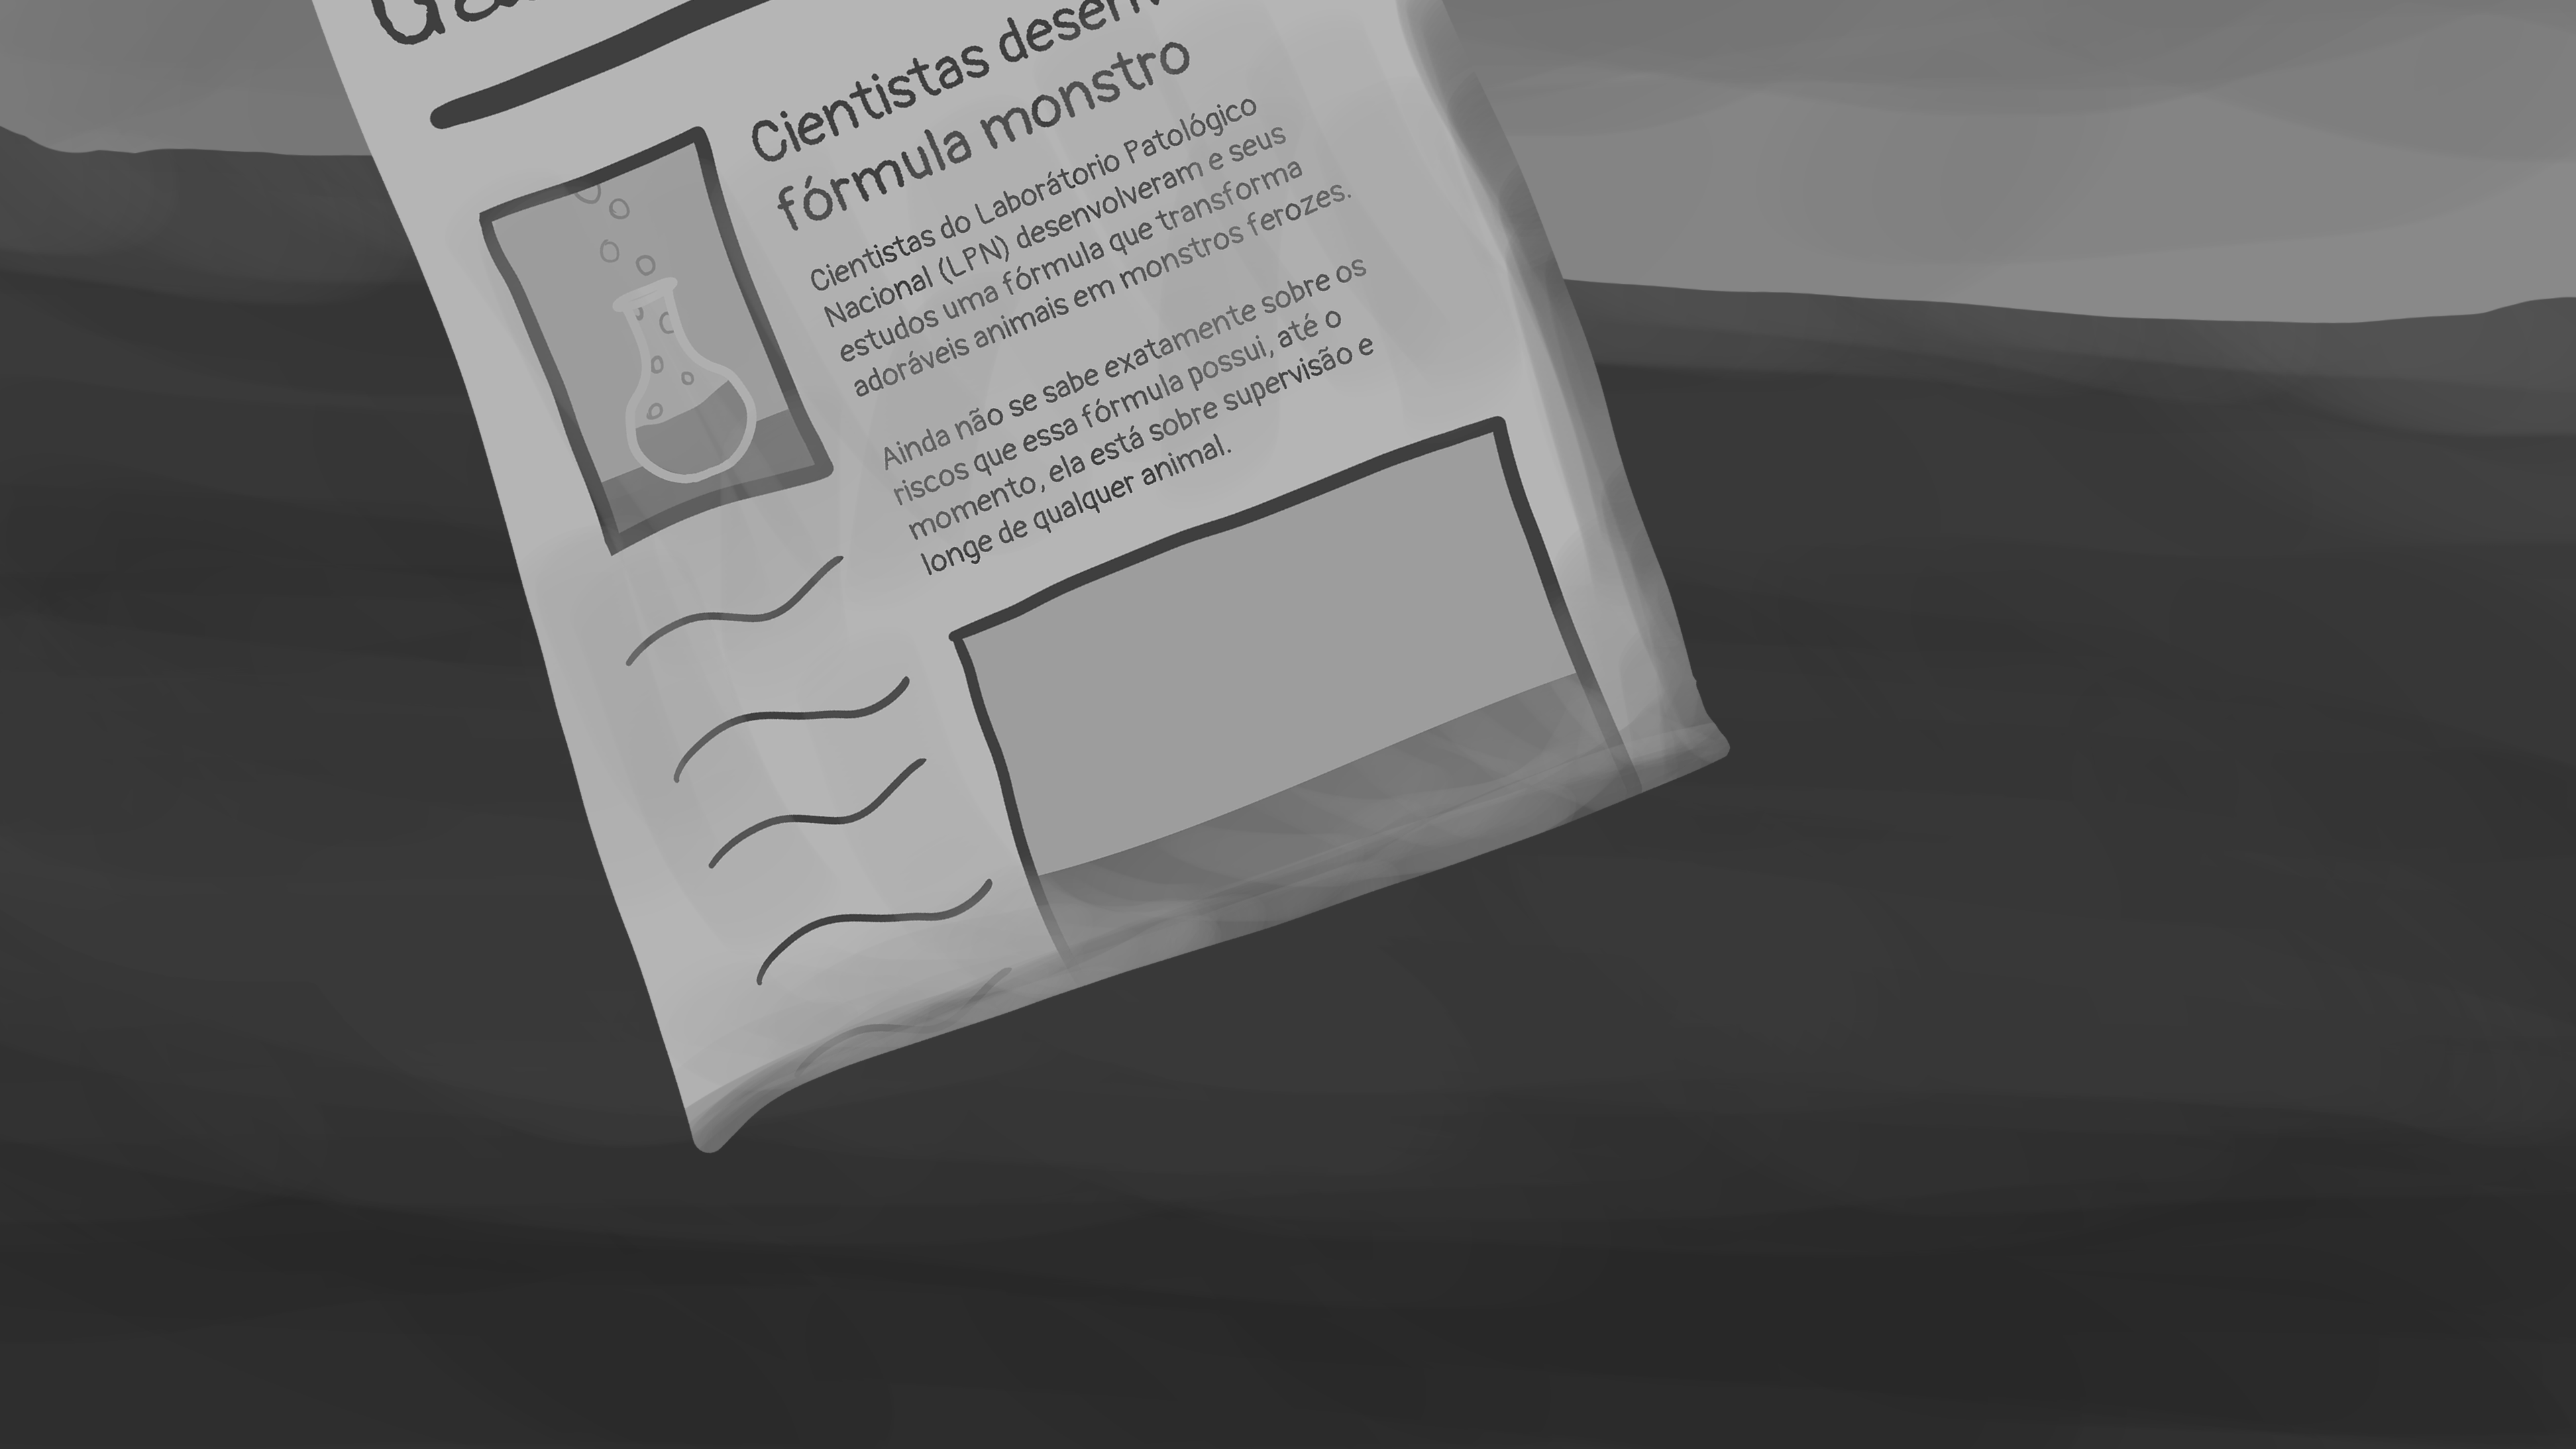 Cientistas desenv
fórmula monstro
Cientistas do Laborátorio Patológico
Nacional (LPN) desenvolveram e seus
estudos uma fórmula que transforma
adoráveis animais em monstros ferozes.
Ainda não se sabe exatamente sobre os
riscos que essa fórmula possui, até o
momento, ela está sobre supervisão e
longe de qualquer animal.